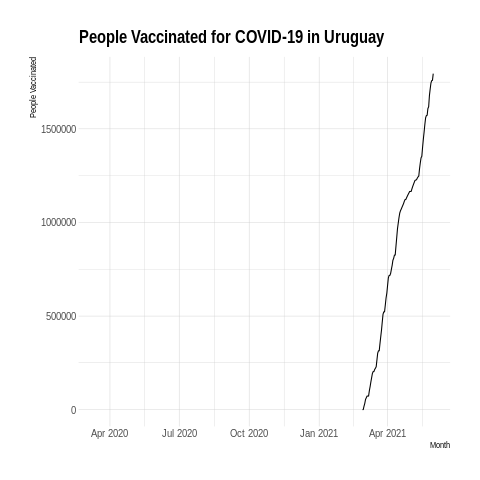 People Vaccinated for COVID-19 in Uruguay
People Vaccinated
1500000
1000000
500000
0
Apr 2020 Jul 2020 Oct 2020 Jan 2021 Apr 2021
Month